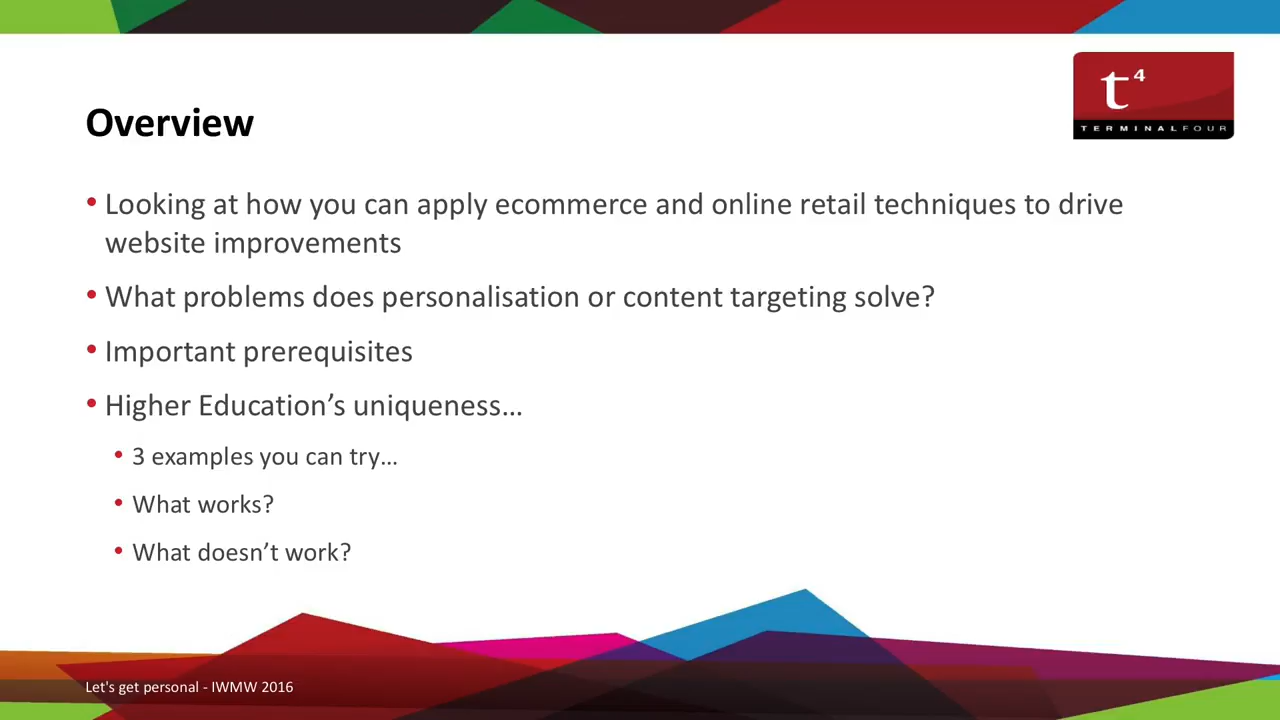 t4
TERMINALFOUR
Overview
• Looking at how you can apply ecommerce and online retail techniques to drive
website improvements
• What problems does personalisation or content targeting solve?
• Important prerequisites
• Higher Education’s uniqueness…
• 3 examples you can try…
• What works?
• What doesn’t work?
Let's get personal - IWMW 2016